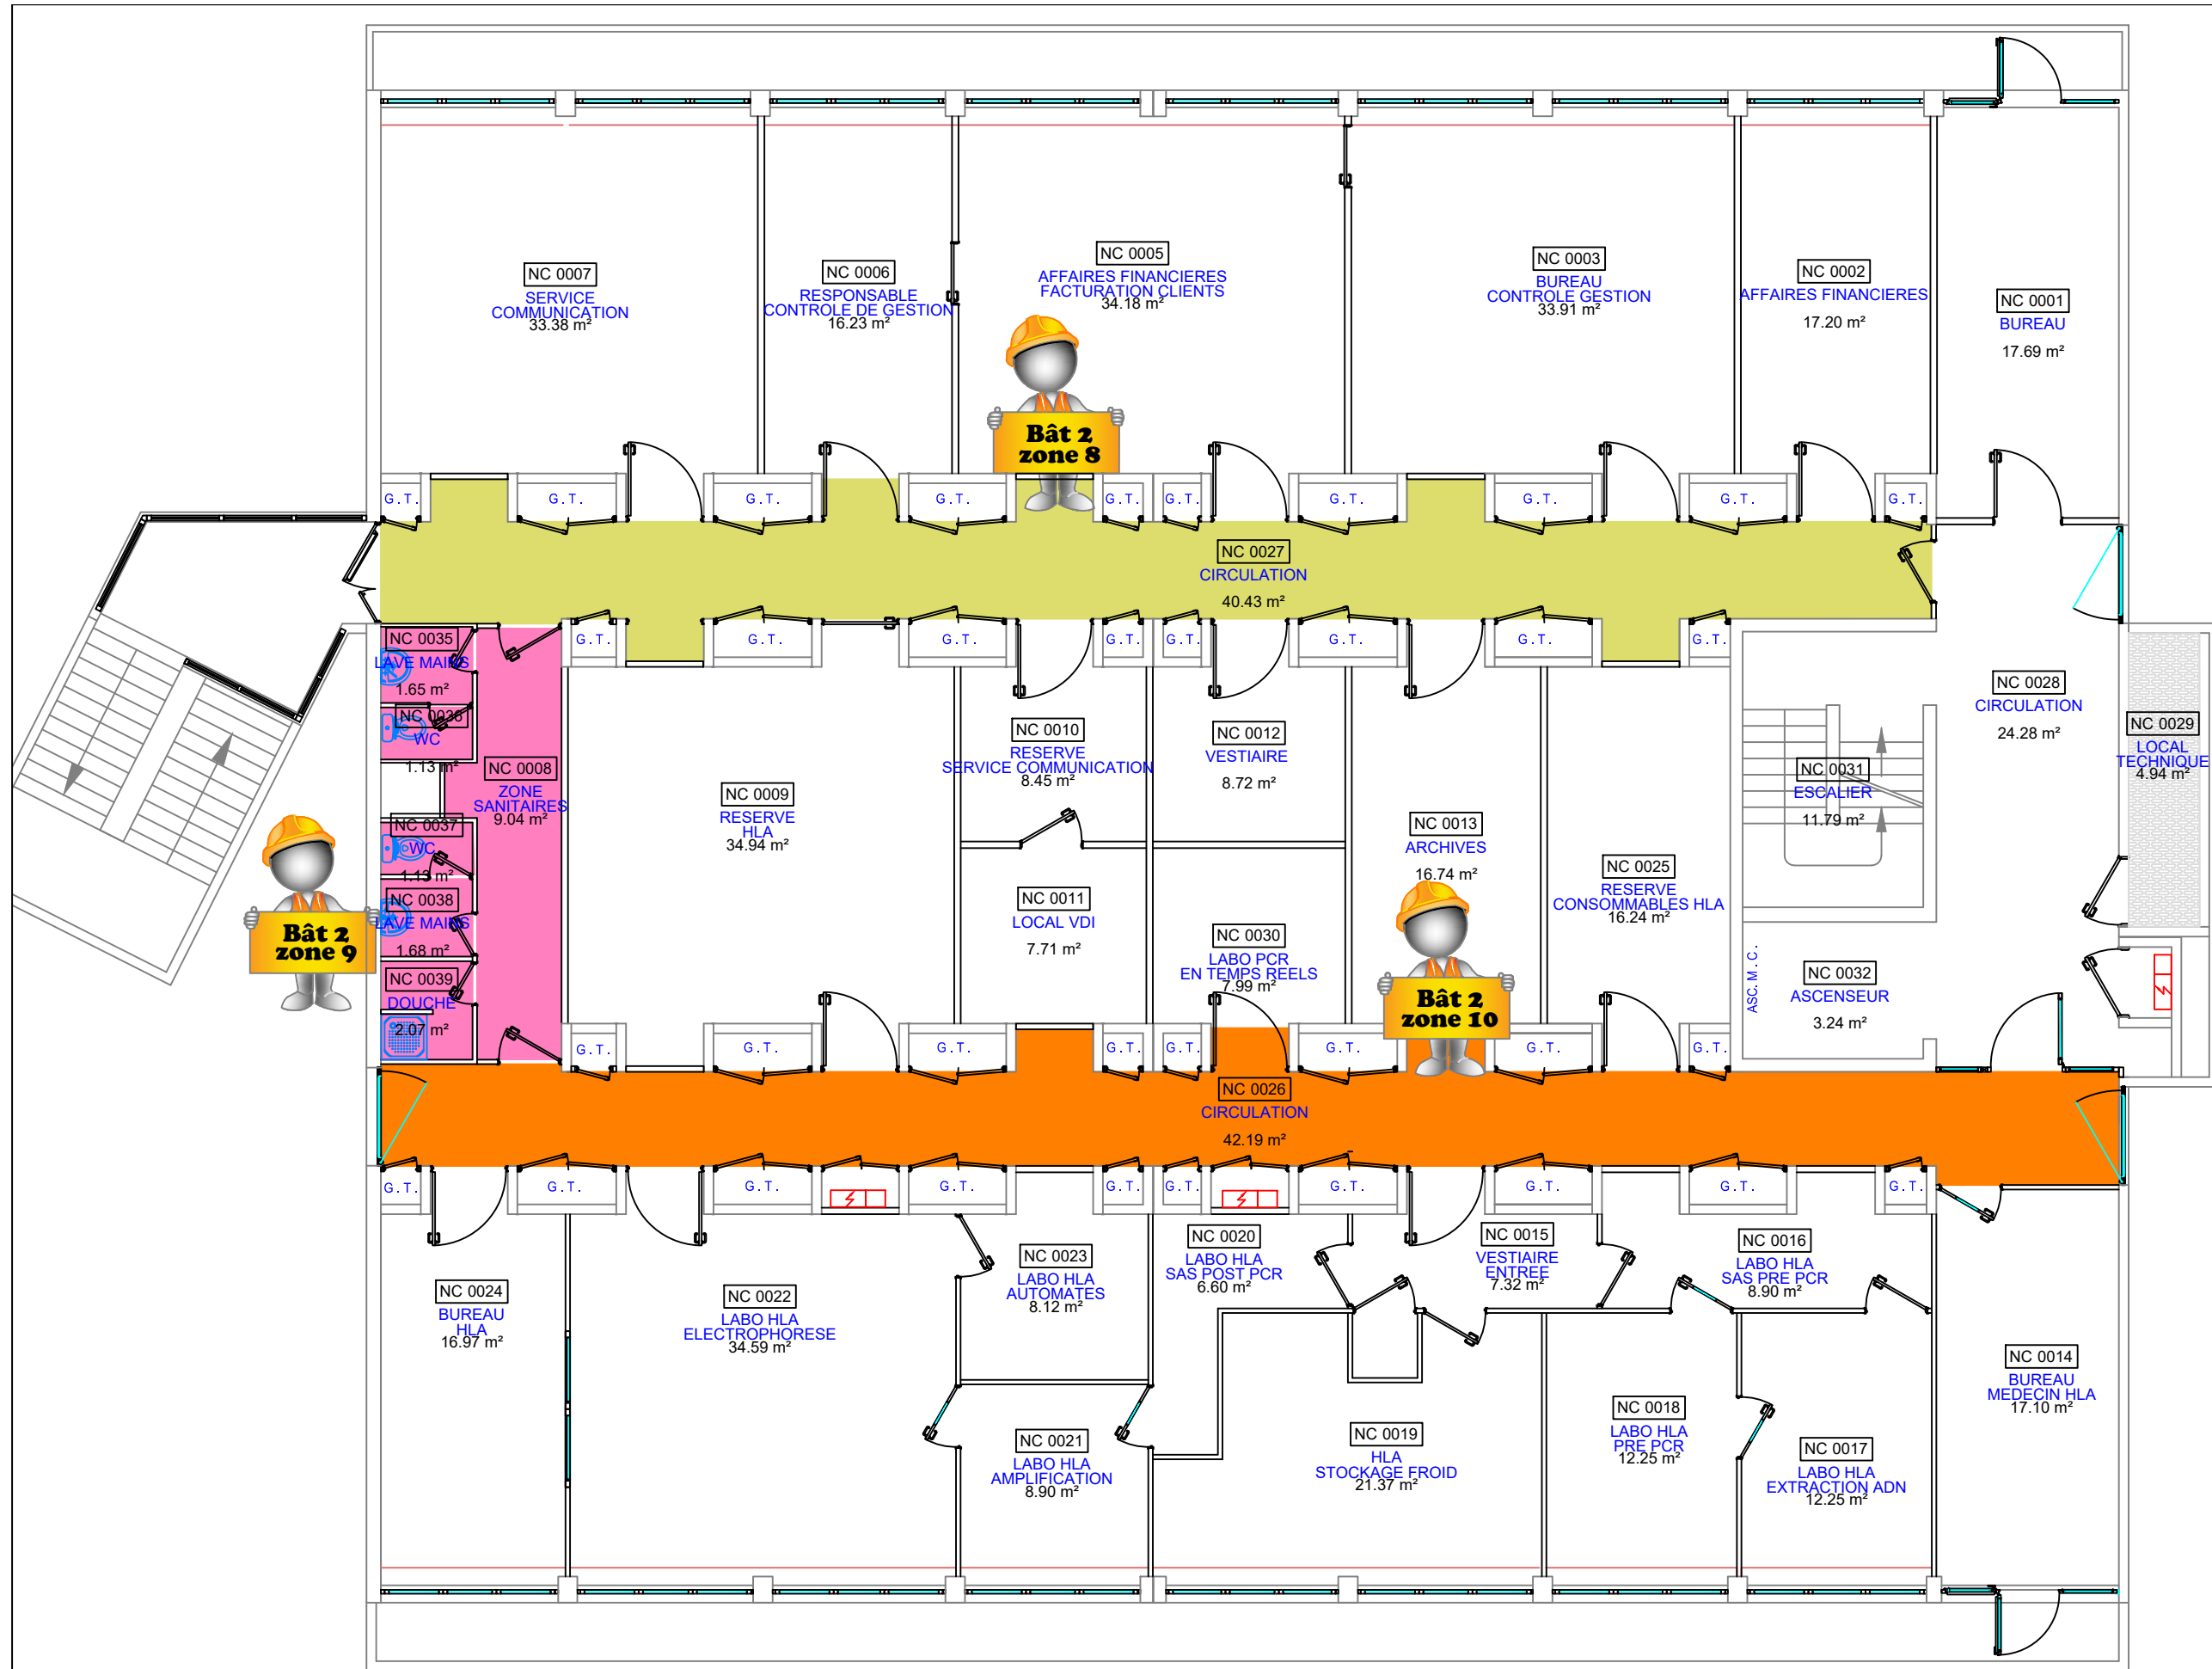 NC 0007
SERVICE
COMMUNICATION
33.38 m²
NC 0006
RESPONSABLE
CONTROLE DE GESTION
16.23 m²
NC 0005
AFFAIRES FINANCIERES
FACTURATION CLIENTS
34.18 m²
NC 0003
BUREAU
CONTROLE GESTION
33.91 m²
NC 0002
AFFAIRES FINANCIERES
17.20 m²
NC 0001
BUREAU
17.69 m²
Bât 2
zone 8
G.T.
G.T.
G.T.
G.T.
G.T.
G.T.
G.T.
G.T.
G.T.
G.T.
NC 0027
CIRCULATION
40.43 m²
G.T.
G.T.
G.T.
G.T.
G.T.
G.T.
G.T.
G.T.
NC 0035
LAVE MAINS
1.65 m²
NC 0036
WC
1.13 m²
NC 0008
ZONE
SANITAIRES
9.04 m²
NC 0037
WC
1.13 m²
NC 0038
LAVE MAINS
1.68 m²
NC 0039
DOUCHE
2.07 m²
Bât 2
zone 9
NC 0009
RESERVE
HLA
34.94 m²
NC 0010
RESERVE
SERVICE COMMUNICATION
8.45 m²
NC 0011
LOCAL VDI
7.71 m²
NC 0012
VESTIAIRE
8.72 m²
NC 0030
LABO PCR
EN TEMPS REELS
7.99 m²
NC 0013
ARCHIVES
16.74 m²
Bât 2
zone 10
NC 0025
RESERVE
CONSOMMABLES HLA
16.24 m²
NC 0031
ESCALIER
11.79 m²
NC 0028
CIRCULATION
24.28 m²
NC 0029
LOCAL
TECHNIQUE
4.94 m²
ASC. M. C.
NC 0032
ASCENSEUR
3.24 m²
G.T.
G.T.
G.T.
G.T.
G.T.
G.T.
G.T.
G.T.
NC 0026
CIRCULATION
42.19 m²
G.T.
G.T.
G.T.
G.T.
G.T.
G.T.
G.T.
G.T.
G.T.
G.T.
NC 0024
BUREAU
HLA
16.97 m²
NC 0022
LABO HLA
ELECTROPHORESE
34.59 m²
NC 0023
LABO HLA
AUTOMATES
8.12 m²
NC 0021
LABO HLA
AMPLIFICATION
8.90 m²
NC 0020
LABO HLA
SAS POST PCR
6.60 m²
NC 0015
VESTIAIRE
ENTREE
7.32 m²
NC 0016
LABO HLA
SAS PRE PCR
8.90 m²
NC 0019
HLA
STOCKAGE FROID
21.37 m²
NC 0018
LABO HLA
PRE PCR
12.25 m²
NC 0017
LABO HLA
EXTRACTION ADN
12.25 m²
NC 0014
BUREAU
MEDECIN HLA
17.10 m²